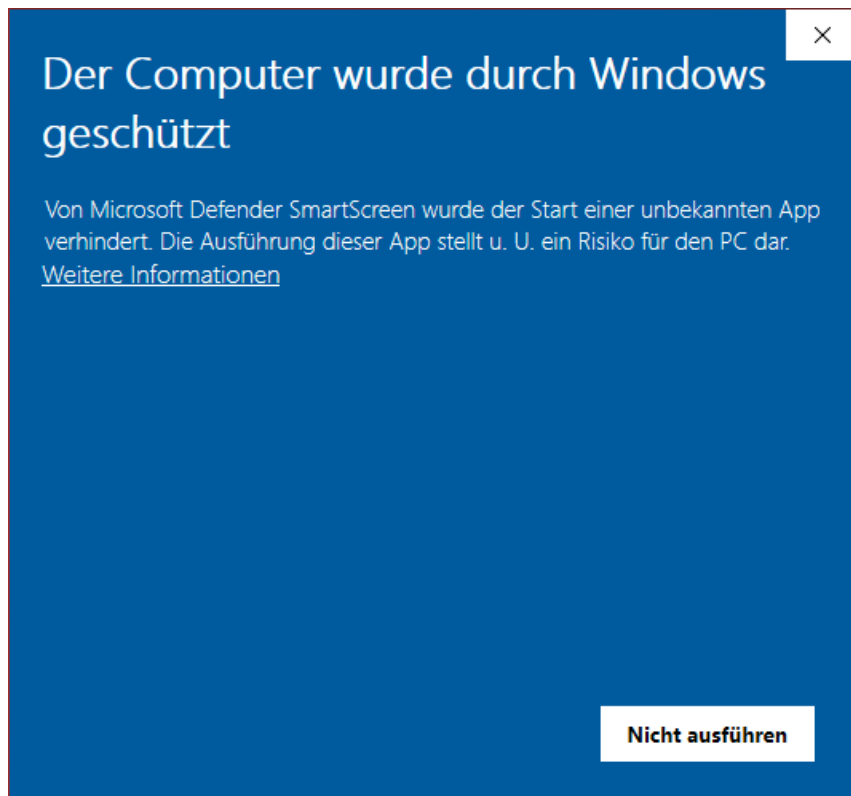 Der Computer wurde durch Windows
geschützt
Von Microsoft Defender SmartScreen wurde der Start einer unbekannten App
verhindert. Die Ausführung dieser App stellt u. U. ein Risiko für den PC dar.
Weitere Informationen
Nicht ausführen